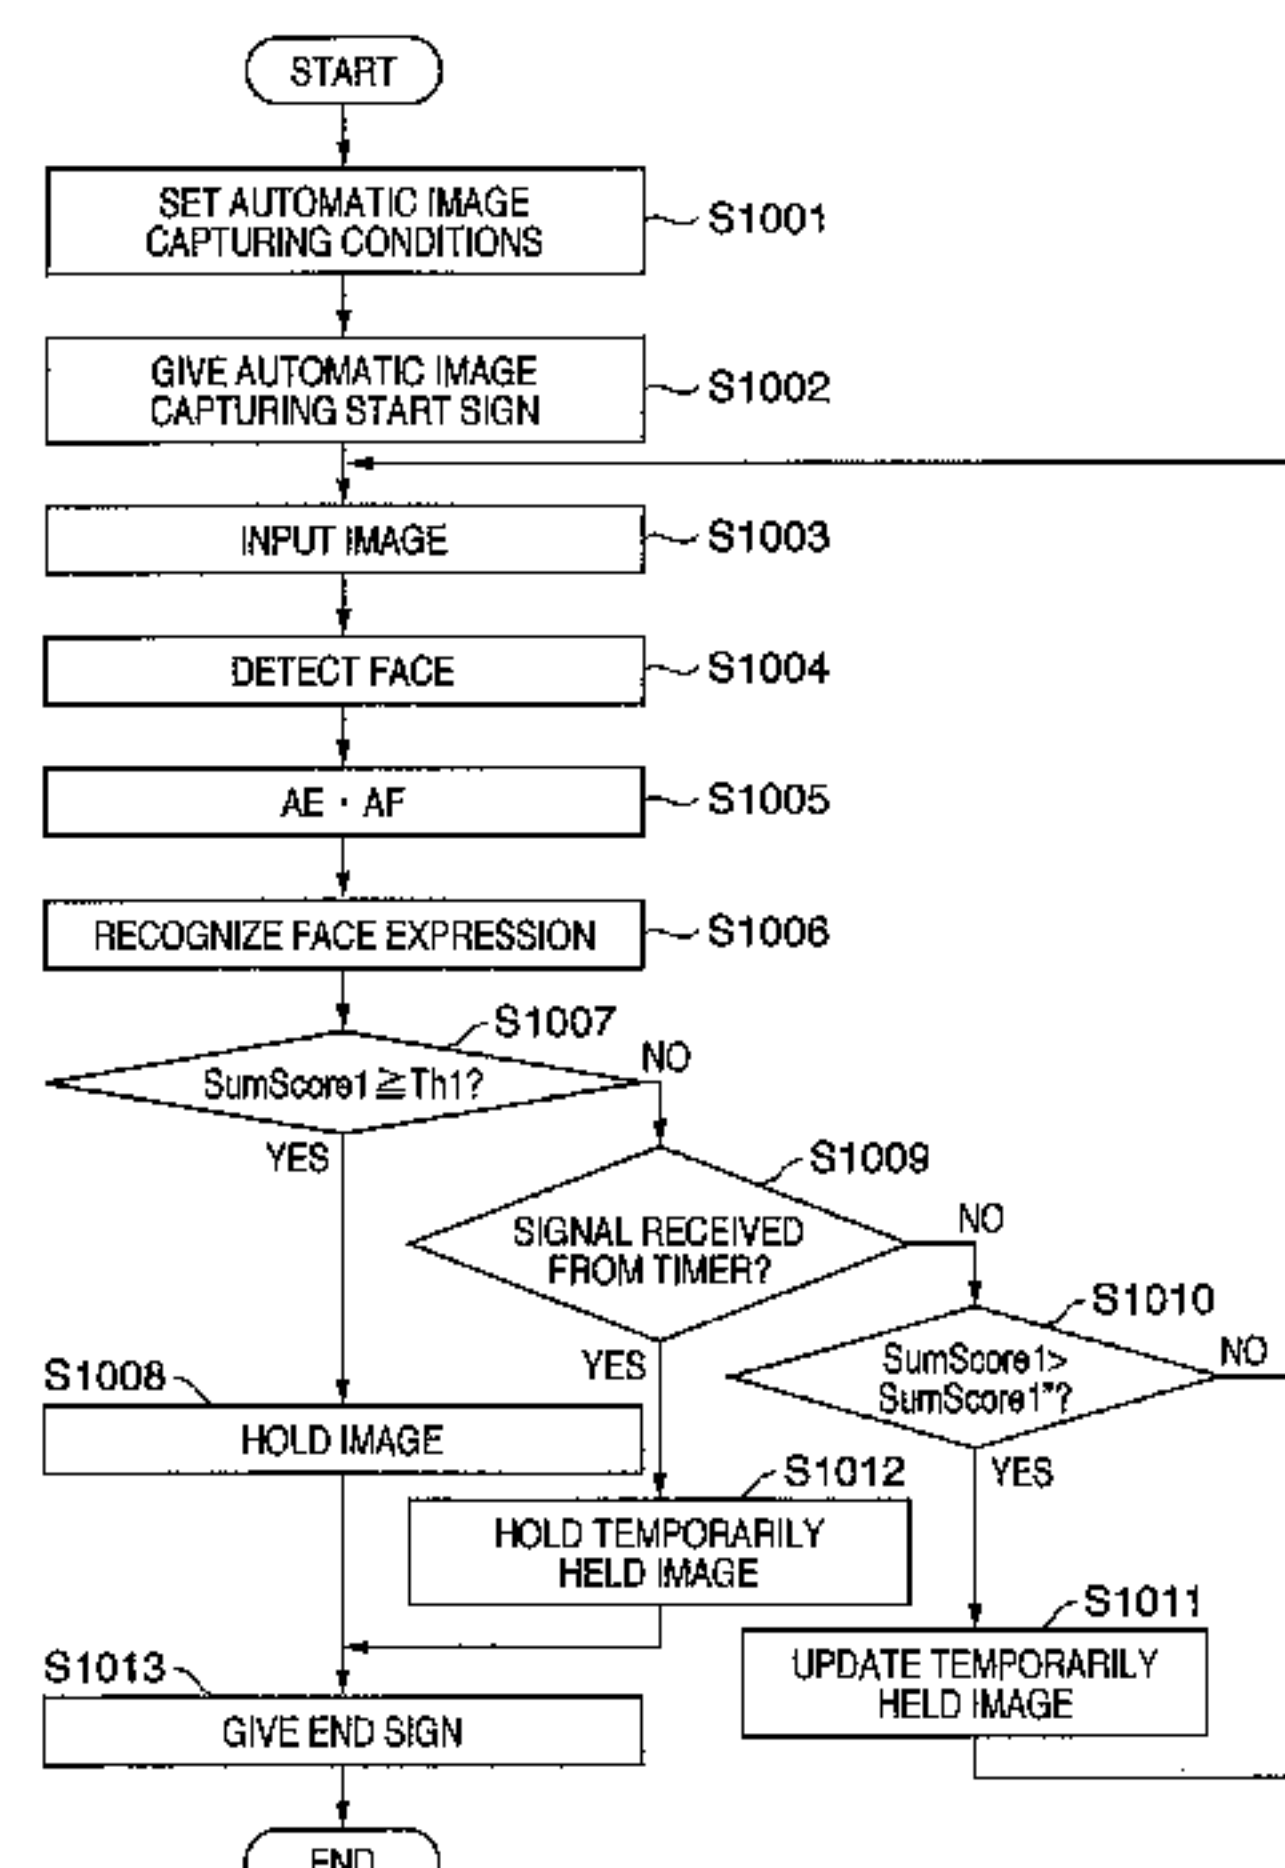 START
SET AUTOMATIC IMAGE
CAPTURING CONDITIONS
S1001
GIVE AUTOMATIC IMAGE
CAPTURING START SIGN
S1002
INPUT IMAGE
S1003
DETECT FACE
S1004
AE・AF
S1005
RECOGNIZE FACE EXPRESSION
S1006
S1007
SumScore1≧Th1?
NO
YES
S1009
SIGNAL RECEIVED
FROM TIMER?
NO
YES
S1010
SumScore1>
SumScore1"?
NO
YES
S1008
HOLD IMAGE
S1012
HOLD TEMPORARILY
HELD IMAGE
S1011
UPDATE TEMPORARILY
HELD IMAGE
S1013
GIVE END SIGN
END